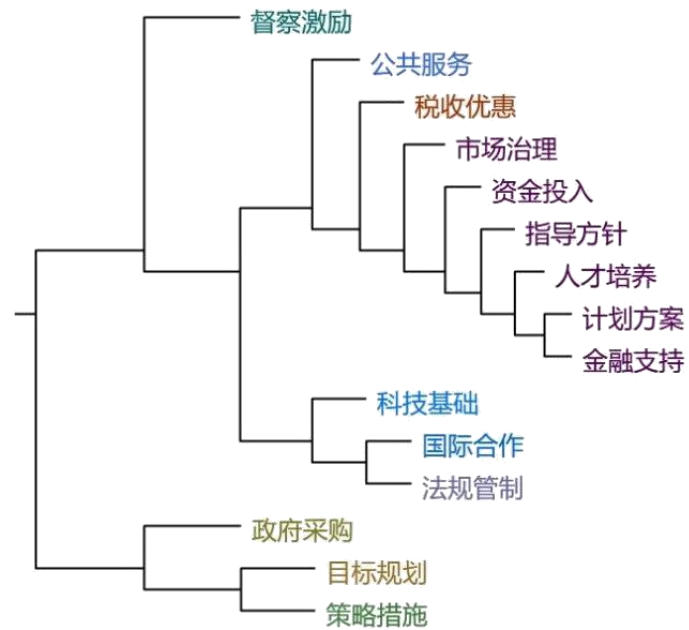 督察激励
公共服务
税收优惠
市场治理
资金投入
指导方针
人才培养
计划方案
金融支持
科技基础
国际合作
法规管制
政府采购
目标规划
策略措施